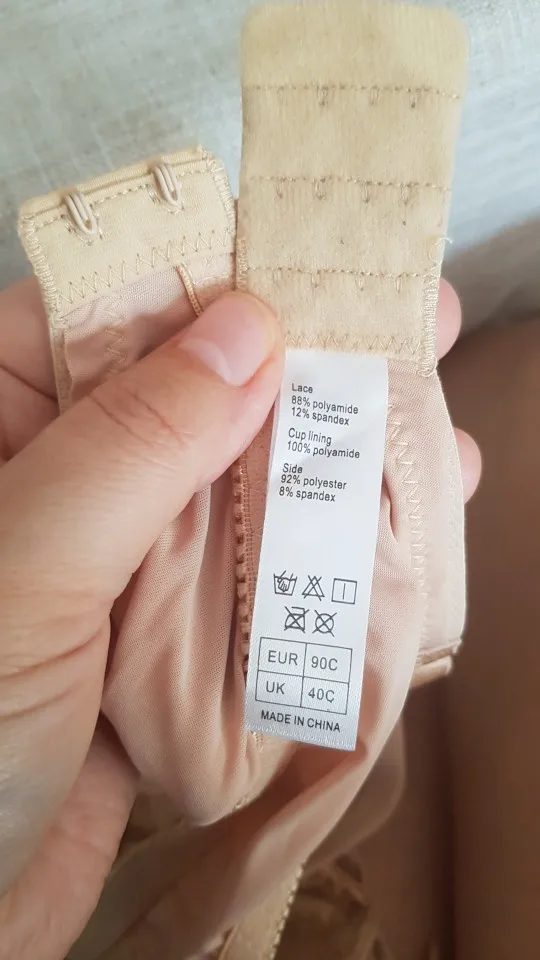 Lace
88% polyamide
12% spandex
Cup lining
100% polyamide
Side
92% polyester
8% spandex
EUR 90C
UK 40C
MADE IN CHINA